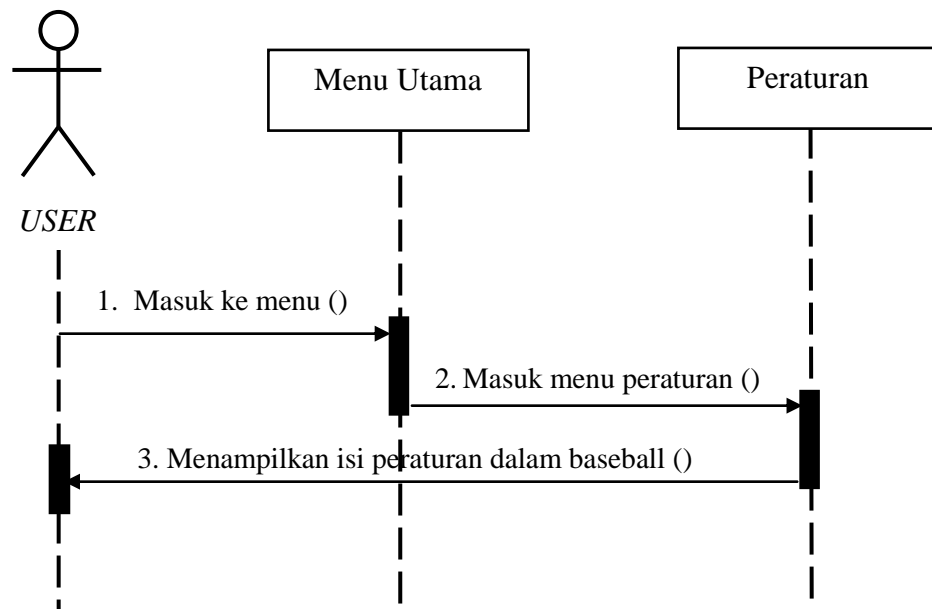 Menu Utama
Peraturan
USER
1. Masuk ke menu ()
2. Masuk menu peraturan ()
3. Menampilkan isi peraturan dalam baseball ()